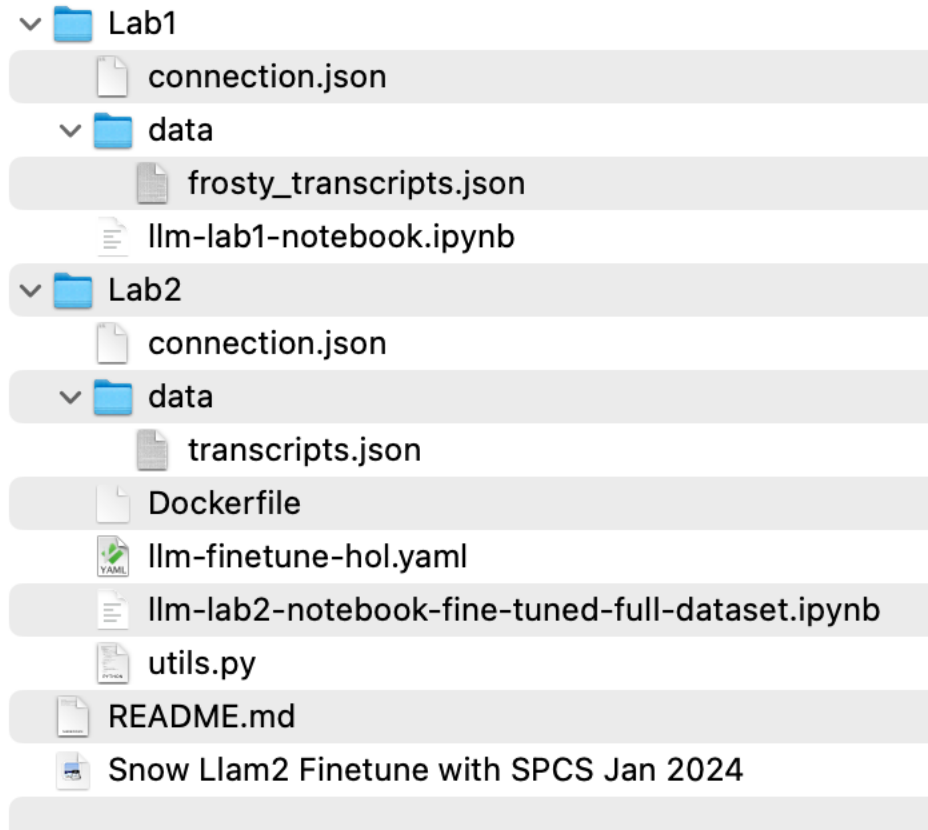 Lab1
connection.json
data
frosty_transcripts.json
llm-lab1-notebook.ipynb
Lab2
connection.json
data
transcripts.json
Dockerfile
YAML
llm-finetune-hol.yaml
llm-lab2-notebook-fine-tuned-full-dataset.ipynb
PYTHON
utils.py
README.md
Snow Llam2 Finetune with SPCS Jan 2024